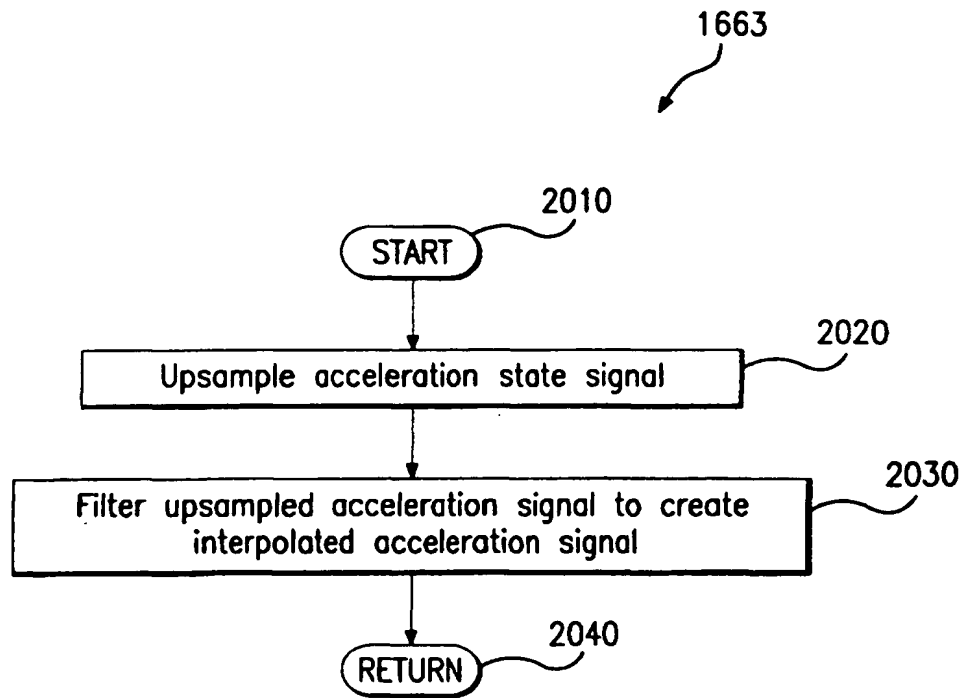 1663
2010
START
2020
Upsample acceleration state signal
2030
Filter upsampled acceleration signal to create
interpolated acceleration signal
2040
RETURN